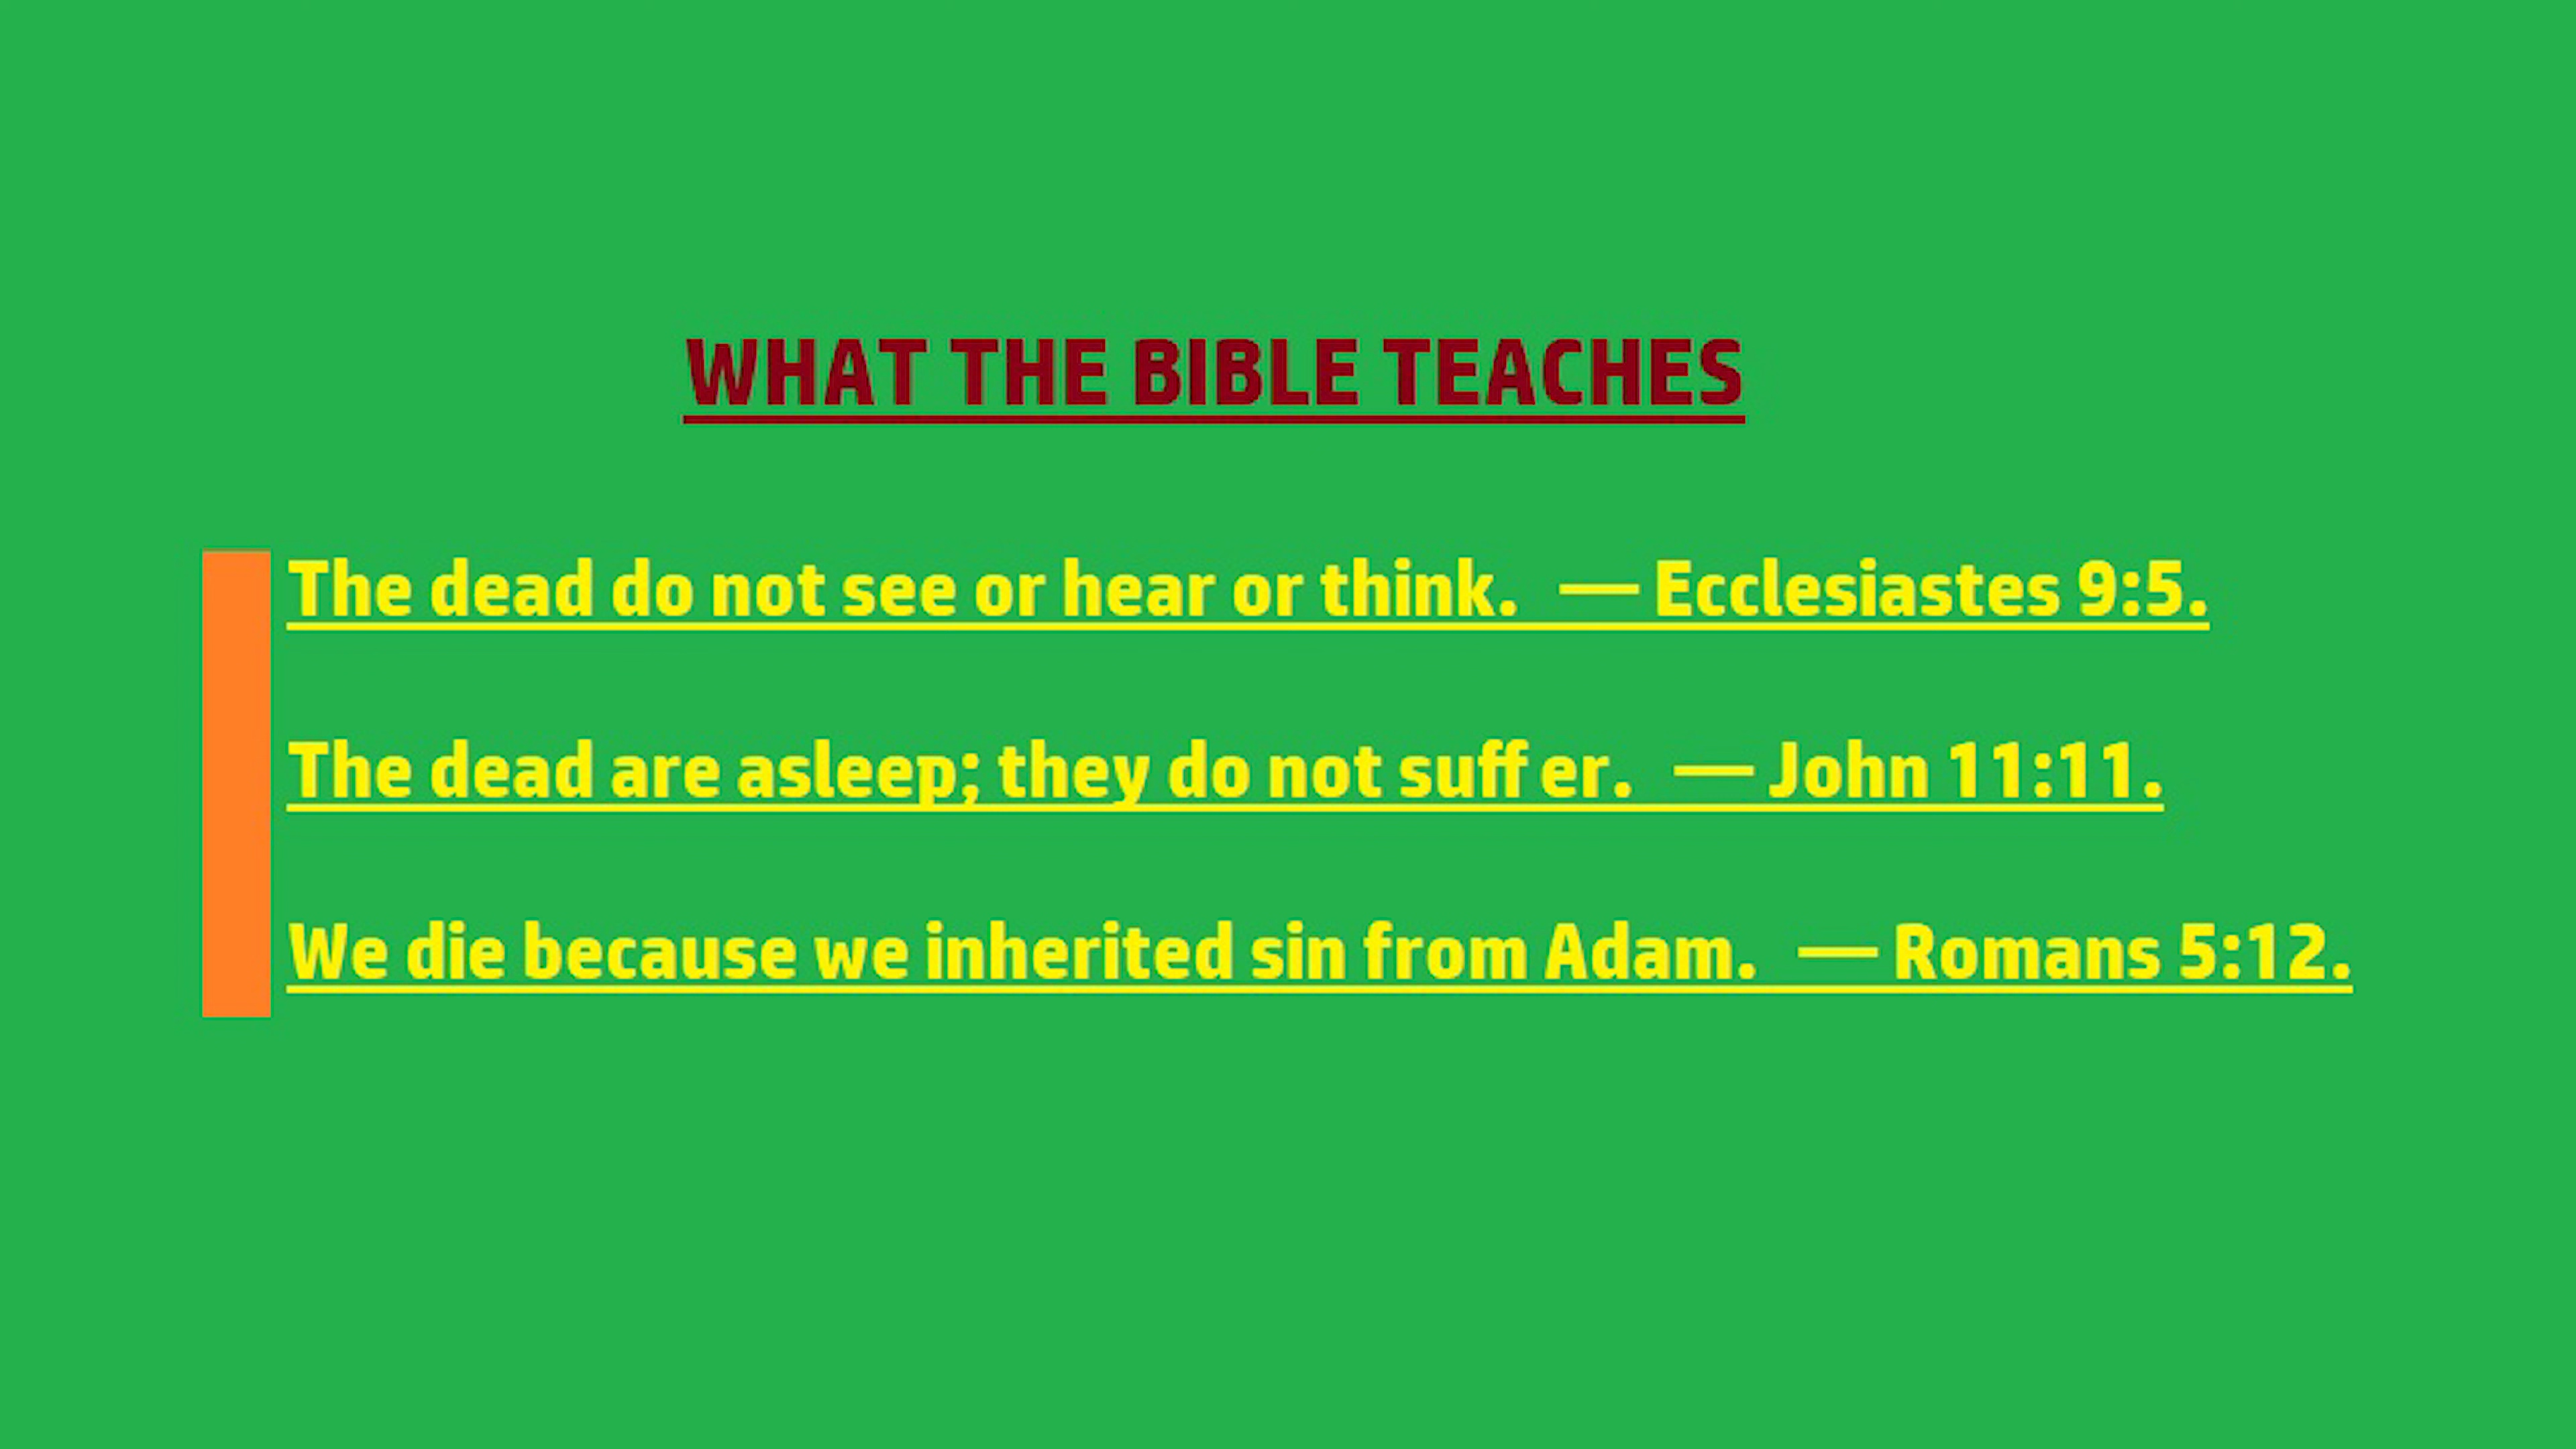 WHAT THE BIBLE TEACHES
The dead do not see or hear or think. — Ecclesiastes 9:5.
The dead are asleep; they do not suff er. — John 11:11.
We die because we inherited sin from Adam. — Romans 5:12.